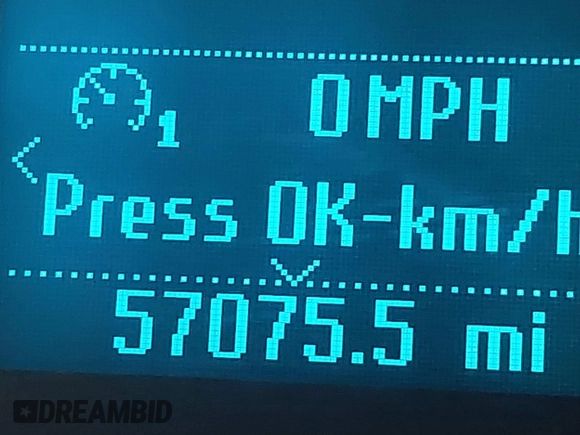 1
0 MPH
Press OK-km/h
57075.5 mi
DREAMBID